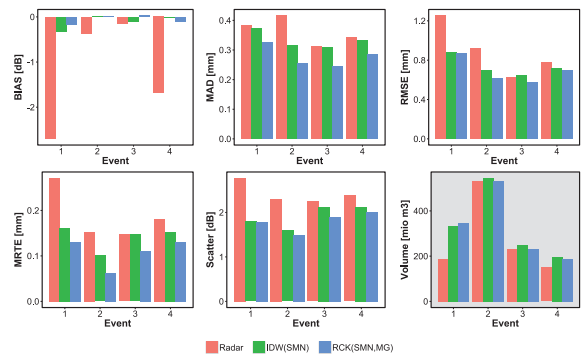 BIAS [dB]
0
-1
-2
1 2 3 4
Event
MAD [mm]
0.4
0.3
0.2
0.1
0.0
1 2 3 4
Event
RMSE [mm]
1.2
0.8
0.4
0.0
1 2 3 4
Event
MRTE [mm]
0.2
0.1
0.0
1 2 3 4
Event
Scatter [dB]
2
1
0
1 2 3 4
Event
Volume [mio m3]
400
200
0
1 2 3 4
Event
Radar IDW(SMN) RCK(SMN,MG)